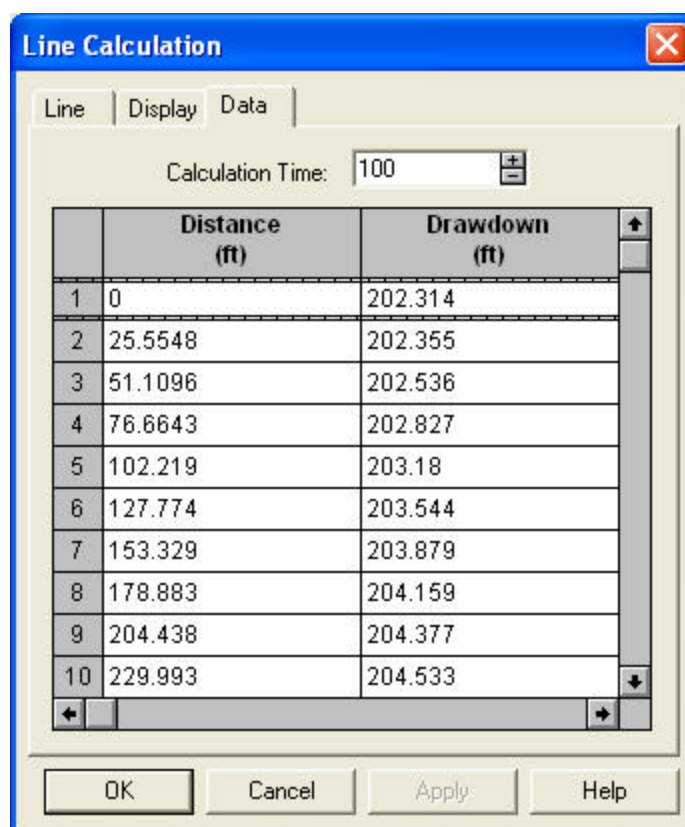 Line Calculation
Line Display Data
Calculation Time: 100
Distance (ft) Drawdown (ft)
1 0 202.314
2 25.5548 202.355
3 51.1096 202.536
4 76.6643 202.827
5 102.219 203.18
6 127.774 203.544
7 153.329 203.879
8 178.883 204.159
9 204.438 204.377
10 229.993 204.533
OK Cancel Apply Help